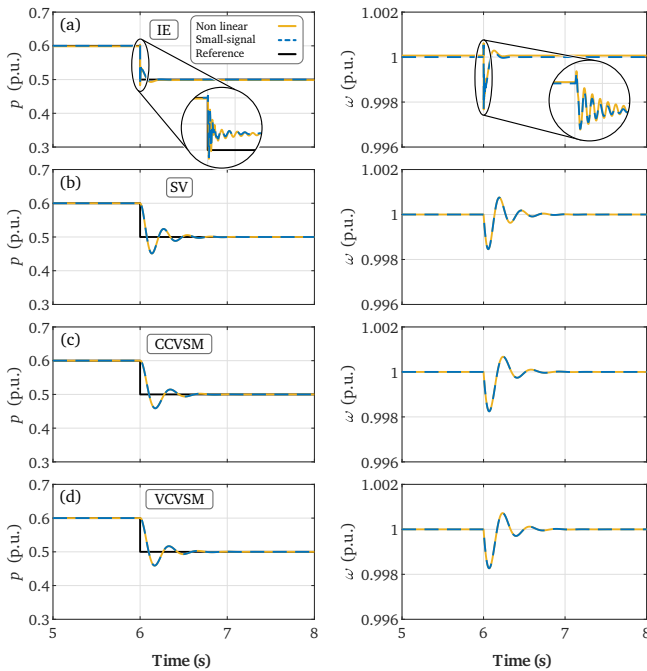 (a)
IE
Non linear
Small-signal
Reference
0.7
0.6
0.5
0.4
0.3
p (p.u.)
1.002
1
0.998
0.996
ω (p.u.)
(b)
SV
0.7
0.6
0.5
0.4
0.3
p (p.u.)
1.002
1
0.998
0.996
ω (p.u.)
(c)
CCVSM
0.7
0.6
0.5
0.4
0.3
p (p.u.)
1.002
1
0.998
0.996
ω (p.u.)
(d)
VCVSM
0.7
0.6
0.5
0.4
0.3
p (p.u.)
5 6 7 8
Time (s)
1.002
1
0.998
0.996
ω (p.u.)
5 6 7 8
Time (s)